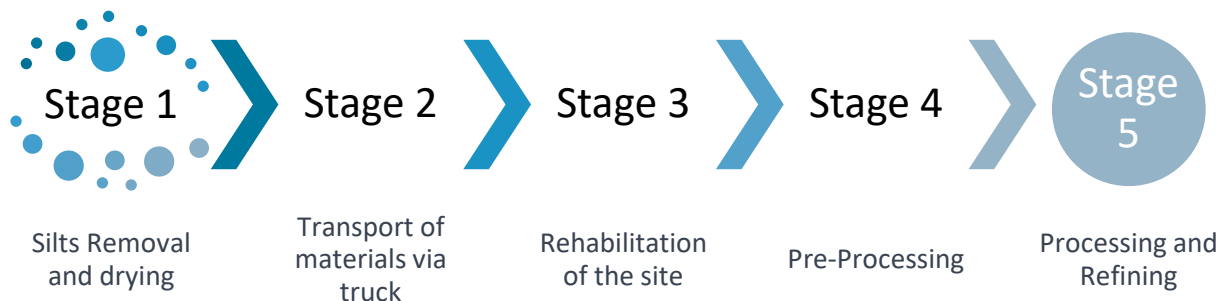 Stage 1
Stage 2
Stage 3
Stage 4
Stage
5
Silts Removal
and drying
Transport of
materials via
truck
Rehabilitation
of the site
Pre-Processing
Processing and
Refining